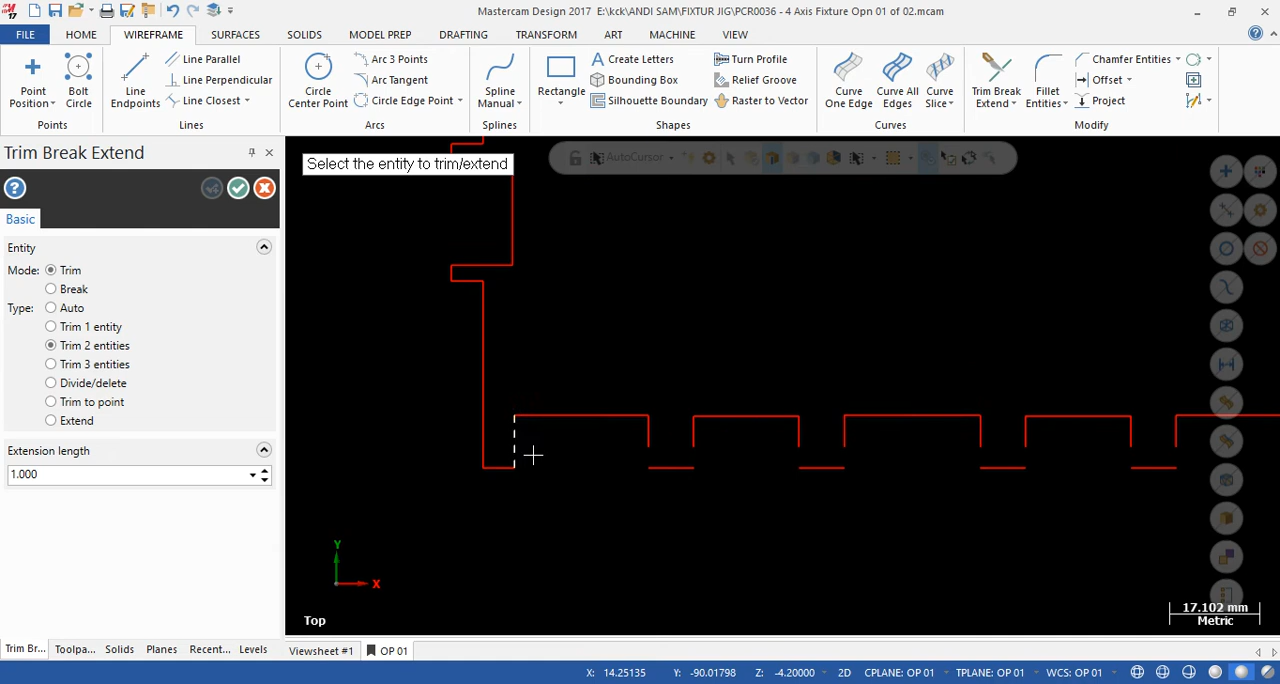 Mastercam Design 2017 E:\kck\ANDI SAM\FIXTUR JIG\PCR0036 - 4 Axis Fixture Opn 01 of 02.mcam
17
FILE HOME WIREFRAME SURFACES SOLIDS MODEL PREP DRAFTING TRANSFORM ART MACHINE VIEW
Point Position
Bolt Circle
Points
Line Endpoints
Line Parallel
Line Perpendicular
Line Closest
Lines
Circle Center Point
Arc 3 Points
Arc Tangent
Circle Edge Point
Arcs
Spline Manual
Splines
Rectangle
Create Letters
Bounding Box
Silhouette Boundary
Turn Profile
Relief Groove
Raster to Vector
Shapes
Curve One Edge
Curve All Edges
Curve Slice
Curves
Trim Break Extend
Fillet Entities
Chamfer Entities
Offset
Project
Modify
Trim Break Extend
Basic
Entity
Mode: Trim
Break
Type: Auto
Trim 1 entity
Trim 2 entities
Trim 3 entities
Divide/delete
Trim to point
Extend
Extension length
1.000
Select the entity to trim/extend
AutoCursor
Y
X
Top
17.102 mm
Metric
Trim Br... Toolpa... Solids Planes Recent... Levels
Viewsheet #1 OP 01
X: 14.25135 Y: -90.01798 Z: -4.20000 2D CPLANE: OP 01 TPLANE: OP 01 WCS: OP 01